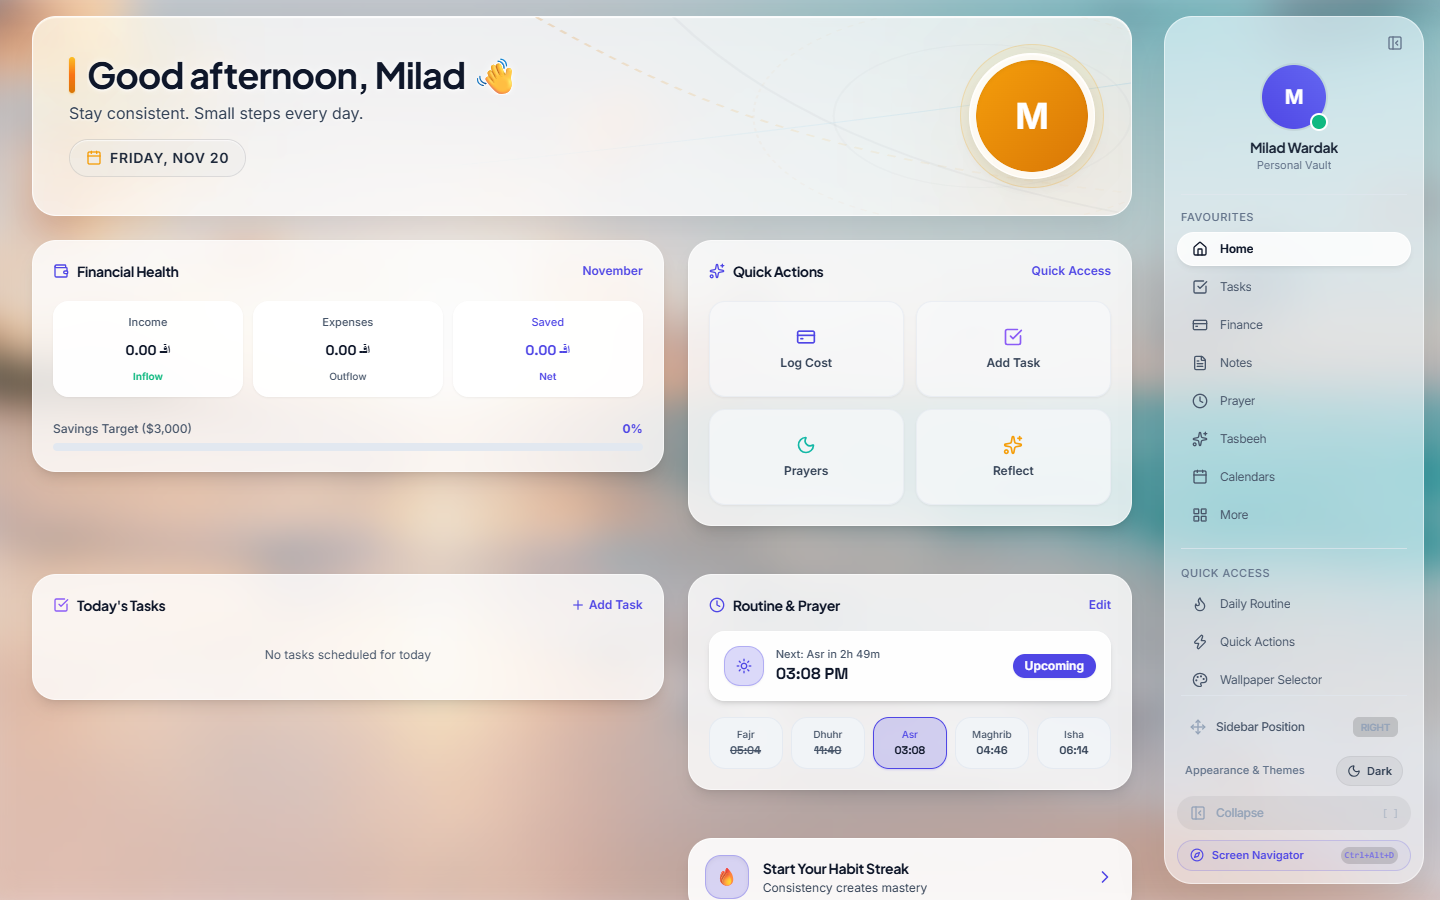 Good afternoon, Milad 👋
Stay consistent. Small steps every day.
FRIDAY, NOV 20
M
Financial Health
November
Income
0.00 اف
Inflow
Expenses
0.00 اف
Outflow
Saved
0.00 اف
Net
Savings Target ($3,000)
0%
Quick Actions
Quick Access
Log Cost
Add Task
Prayers
Reflect
Today's Tasks
+ Add Task
No tasks scheduled for today
Routine & Prayer
Edit
Next: Asr in 2h 49m
03:08 PM
Upcoming
Fajr
05:04
Dhuhr
11:40
Asr
03:08
Maghrib
04:46
Isha
06:14
Start Your Habit Streak
Consistency creates mastery
M
Milad Wardak
Personal Vault
FAVOURITES
Home
Tasks
Finance
Notes
Prayer
Tasbeeh
Calendars
More
QUICK ACCESS
Daily Routine
Quick Actions
Wallpaper Selector
Sidebar Position
RIGHT
Appearance & Themes
Dark
Collapse
[ ]
Screen Navigator
Ctrl+Alt+D